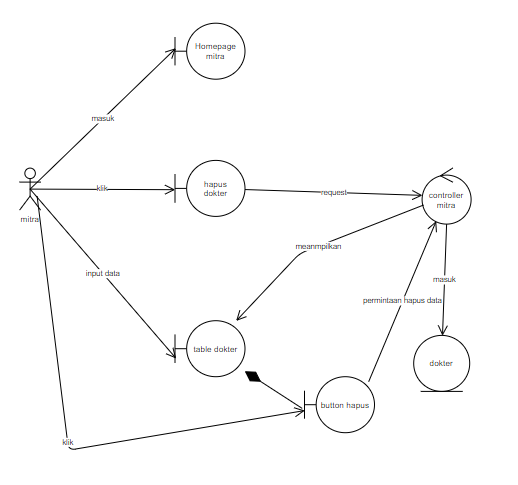 Homepage
mitra
masuk
klik
hapus
dokter
request
controller
mitra
mitra
meanmpilkan
input data
masuk
permintaan hapus data
table dokter
dokter
button hapus
klik